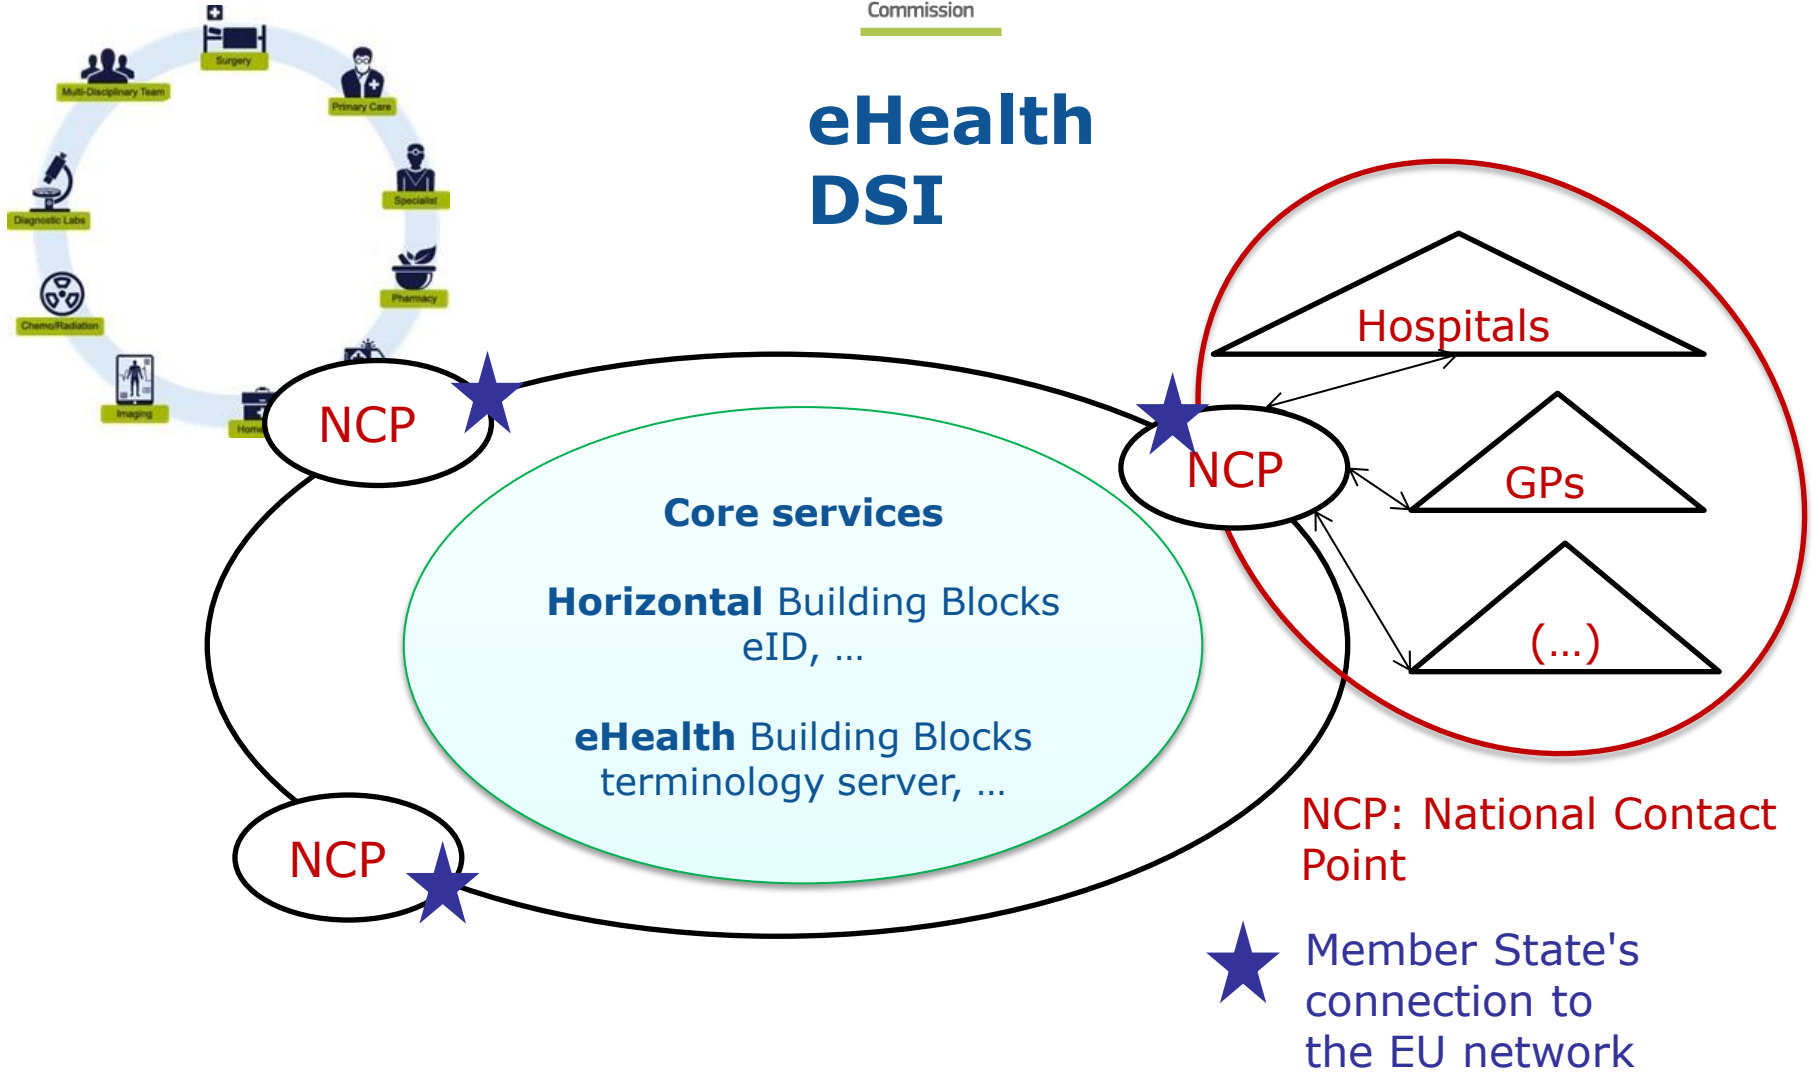 Commission
eHealth
DSI
Surgery
Multi-Disciplinary Team
Primary Care
Diagnostic Labs
Specialist
Chemo/Radiation
Pharmacy
Imaging
Home
NCP
NCP
NCP
Hospitals
GPs
(...)
Core services
Horizontal Building Blocks
eID, ...
eHealth Building Blocks
terminology server, ...
NCP: National Contact
Point
Member State's
connection to
the EU network